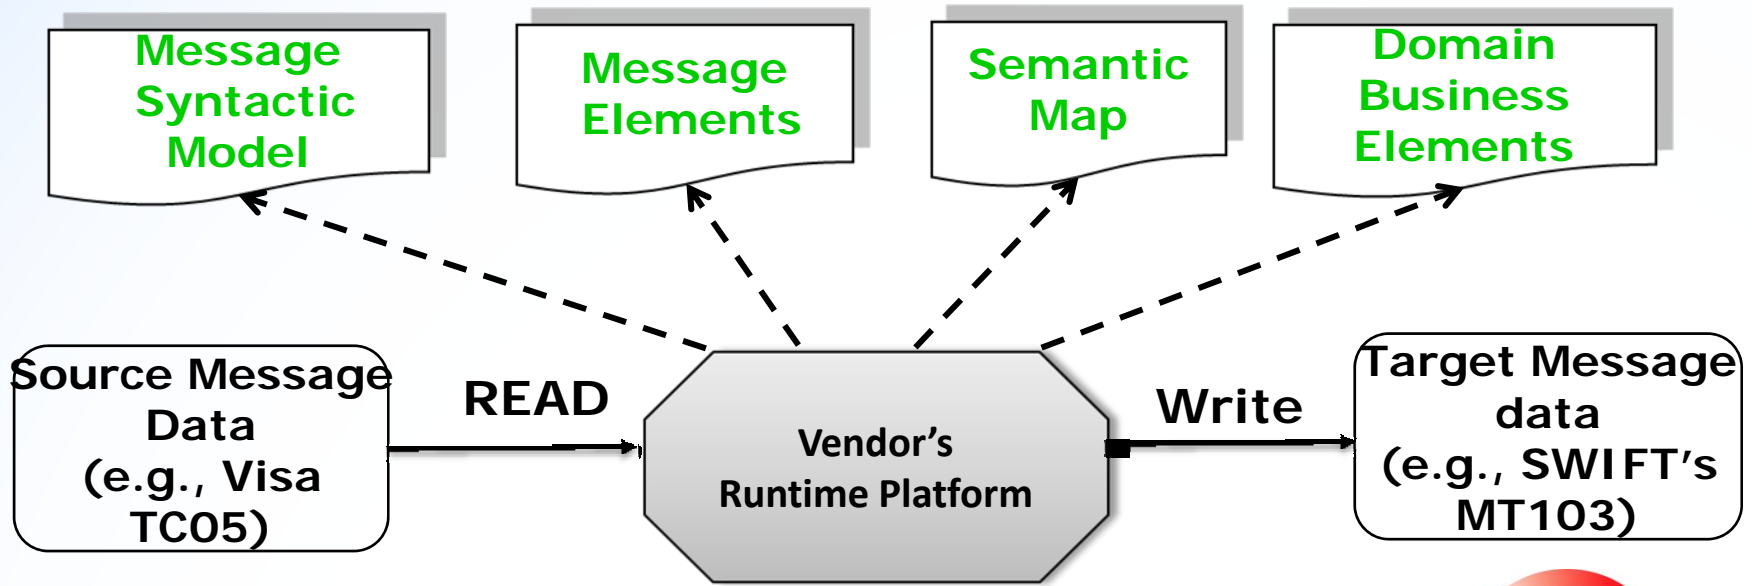 Message
Syntactic
Model
Message
Elements
Semantic
Map
Domain
Business
Elements
Source Message
Data
(e.g., Visa
TC05)
READ
Vendor’s
Runtime Platform
Write
Target Message
data
(e.g., SWIFT’s
MT103)